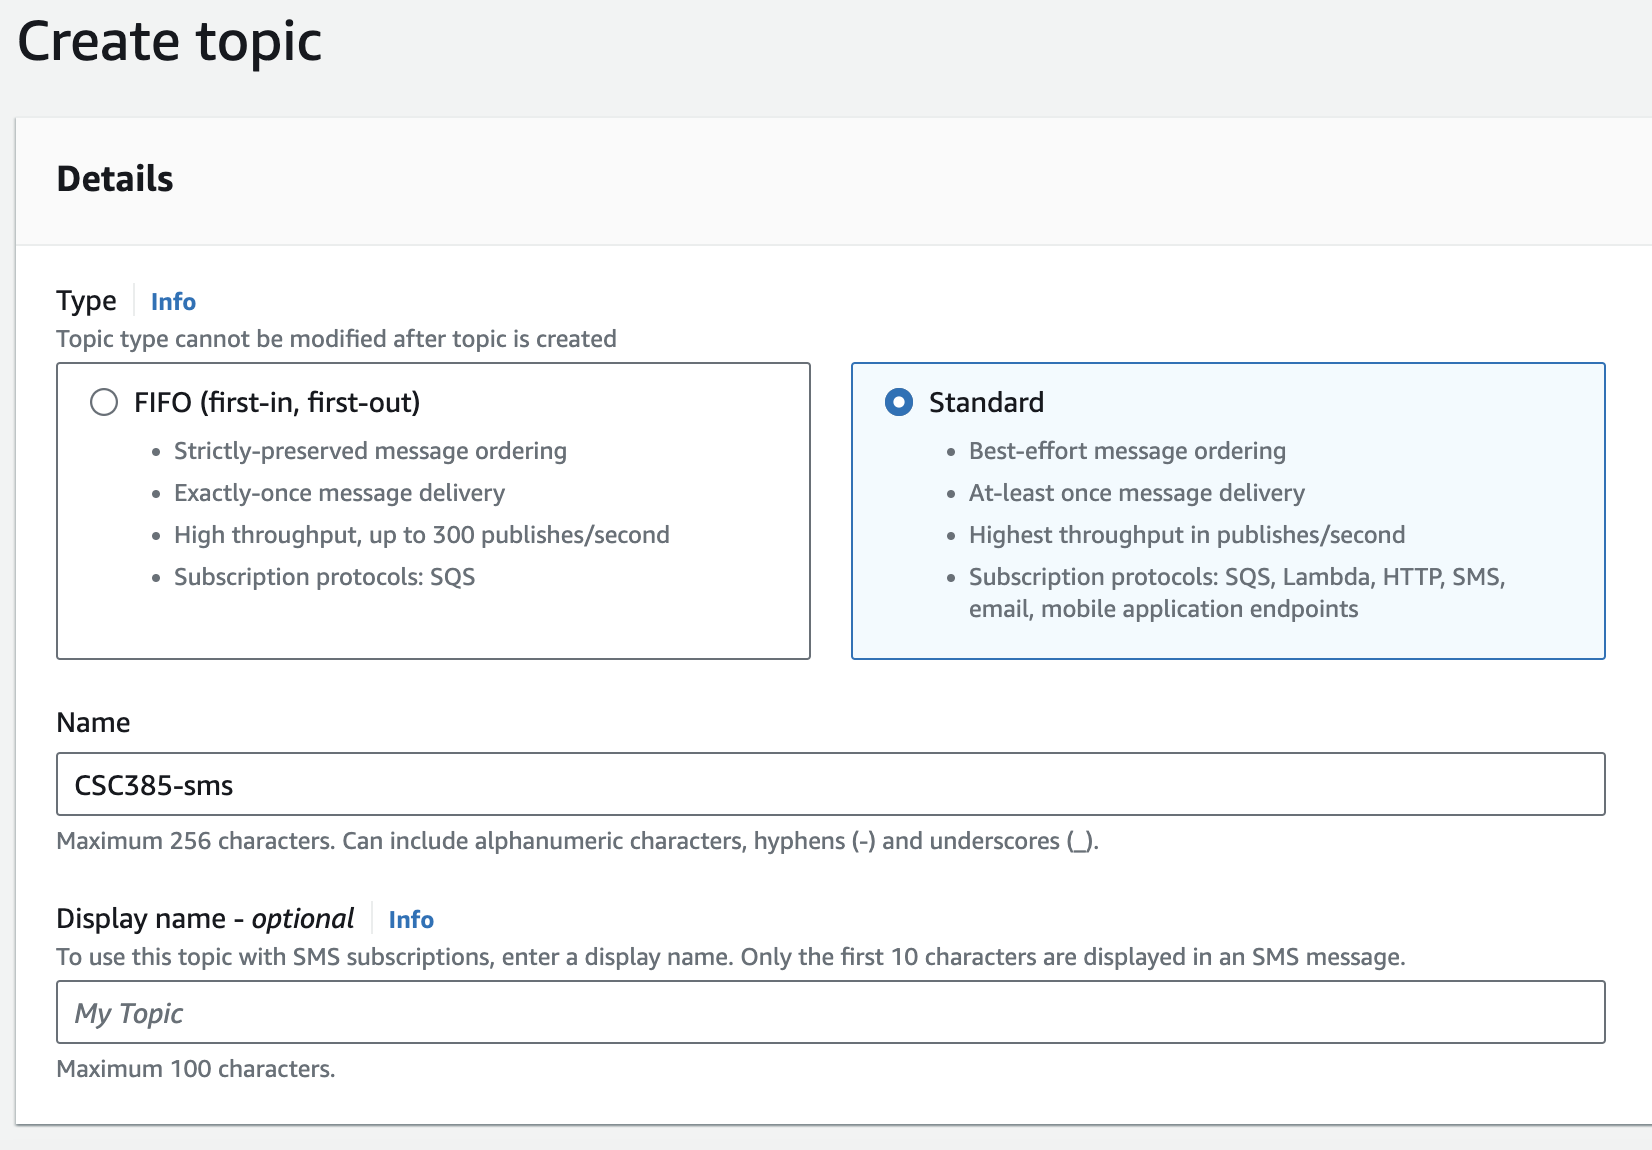 Create topic
Details
Type Info
Topic type cannot be modified after topic is created
FIFO (first-in, first-out)
• Strictly-preserved message ordering
• Exactly-once message delivery
• High throughput, up to 300 publishes/second
• Subscription protocols: SQS
Standard
• Best-effort message ordering
• At-least once message delivery
• Highest throughput in publishes/second
• Subscription protocols: SQS, Lambda, HTTP, SMS,
email, mobile application endpoints
Name
CSC385-sms
Maximum 256 characters. Can include alphanumeric characters, hyphens (-) and underscores (_).
Display name - optional Info
To use this topic with SMS subscriptions, enter a display name. Only the first 10 characters are displayed in an SMS message.
My Topic
Maximum 100 characters.